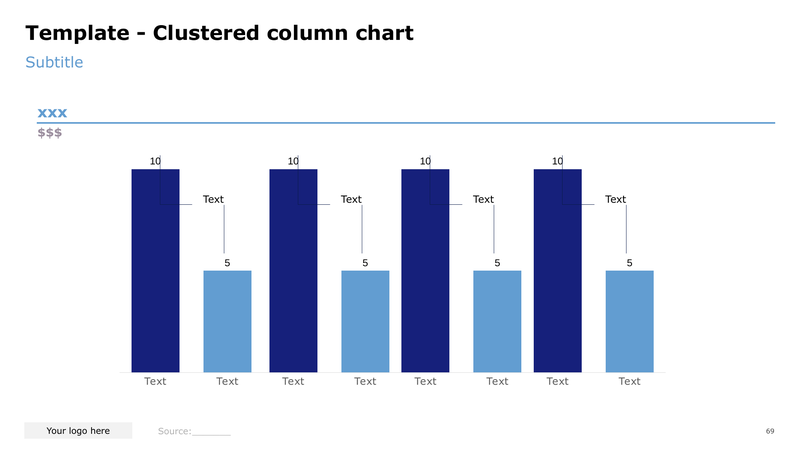 Template - Clustered column chart
Subtitle
xxx
$$$
10 10 10 10
Text Text Text Text
5 5 5 5
Text Text Text Text Text Text Text Text
Your logo here Source:_______ 69